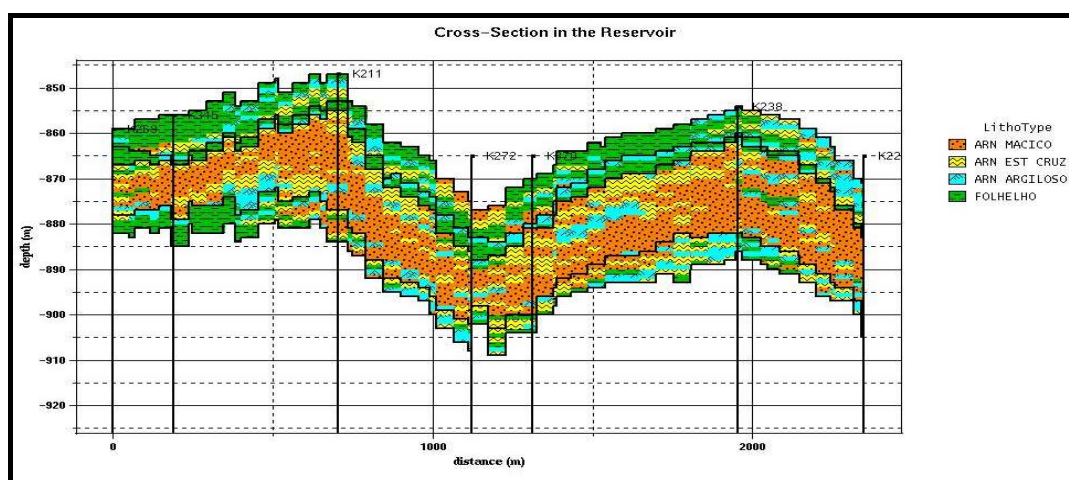 Cross-Section in the Reservoir
K211
-850
K238
-860
K272
K22
-870
-880
-890
-900
-910
-920
depth (m)
0
1000
2000
distance (m)
LithoType
ARN MACICO
ARN EST CRUZ
ARN ARGILOSO
FOLHELHO